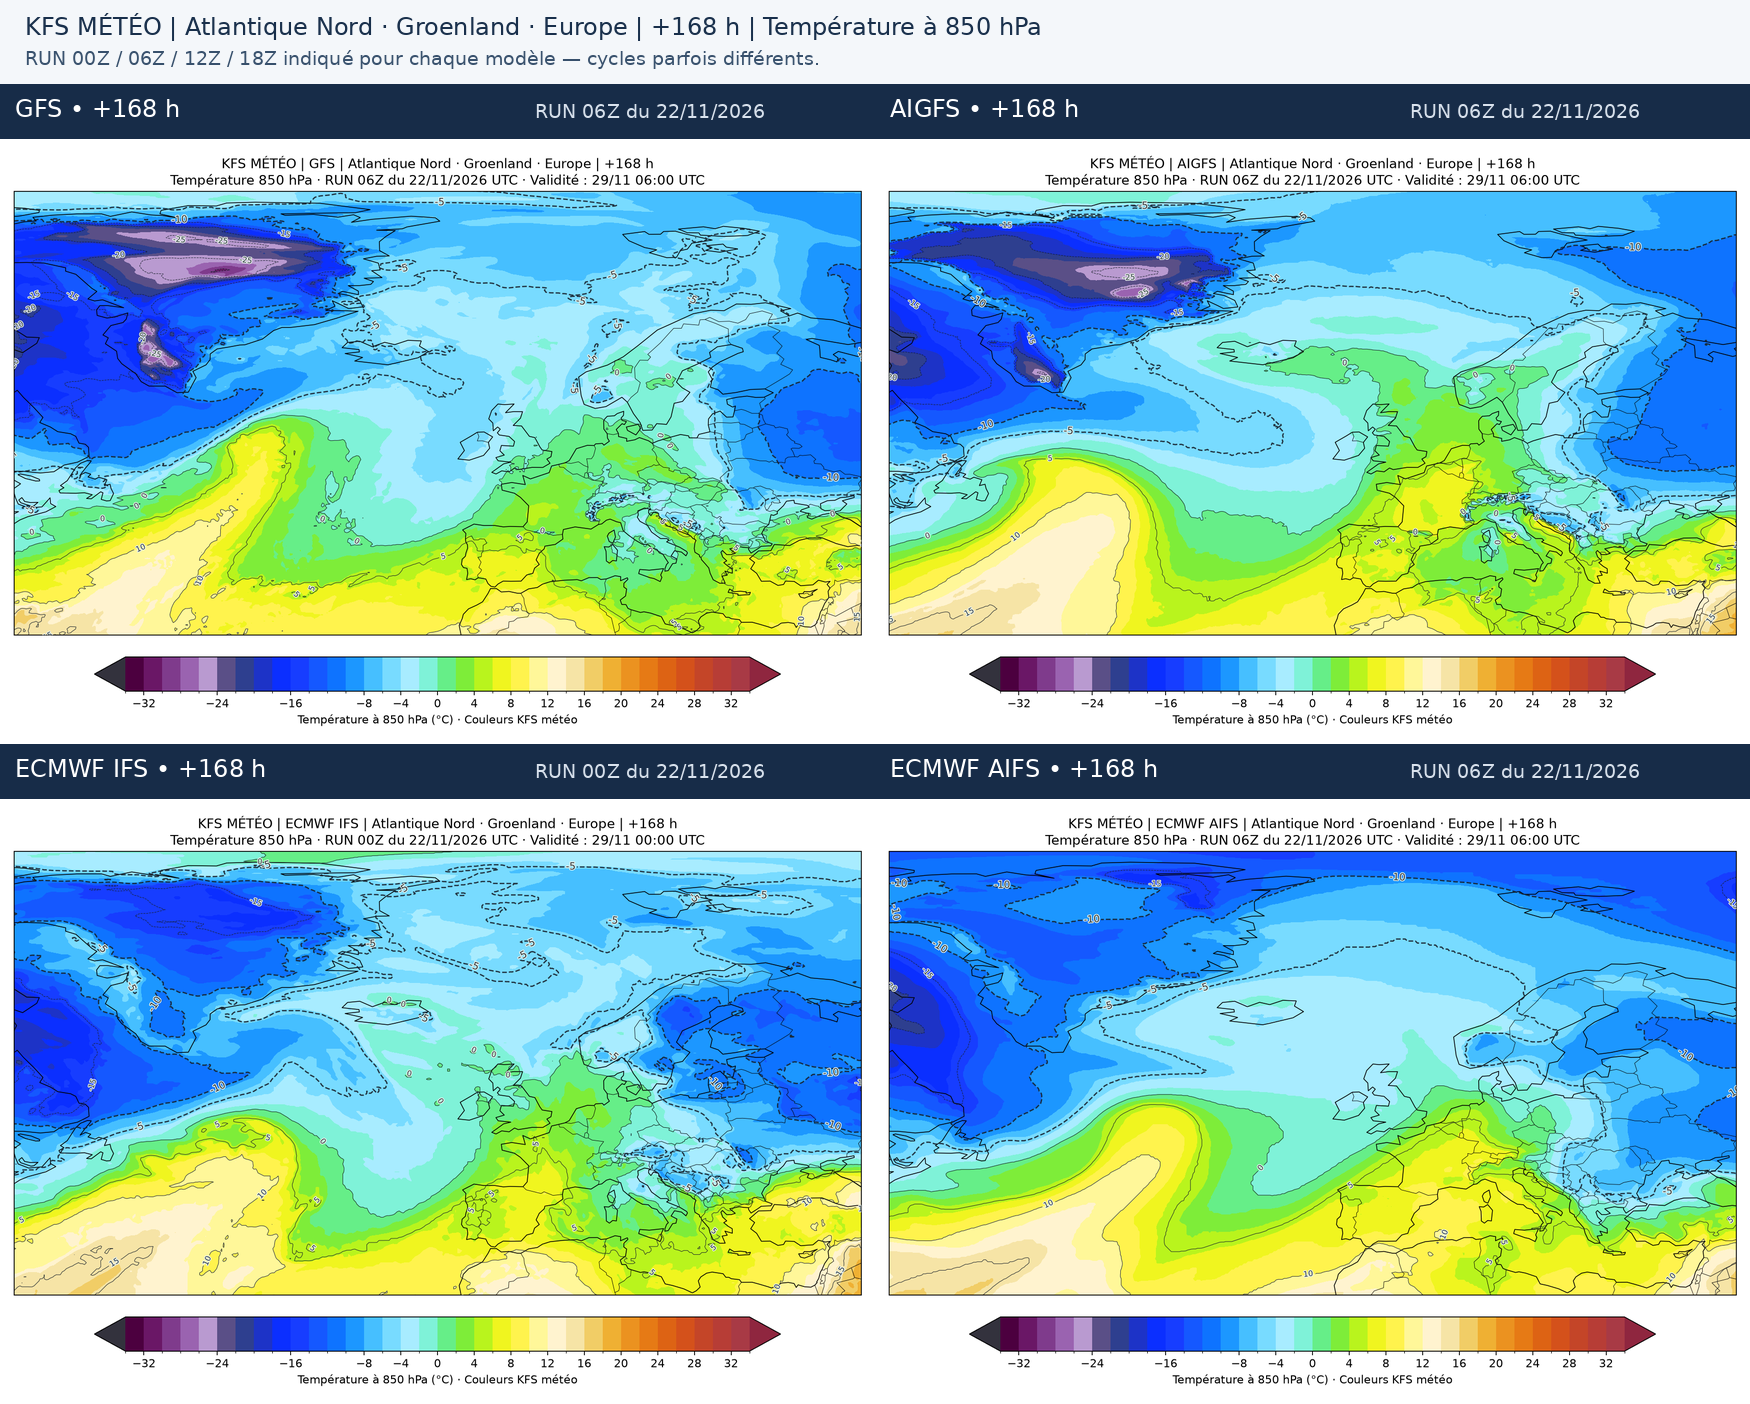 KFS MÉTÉO | Atlantique Nord · Groenland · Europe | +168 h | Température à 850 hPa
RUN 00Z / 06Z / 12Z / 18Z indiqué pour chaque modèle — cycles parfois différents.
GFS • +168 h RUN 06Z du 22/11/2026
KFS MÉTÉO | GFS | Atlantique Nord · Groenland · Europe | +168 h
Température 850 hPa · RUN 06Z du 22/11/2026 UTC · Validité : 29/11 06:00 UTC
−32 −24 −16 −8 −4 0 4 8 12 16 20 24 28 32
Température à 850 hPa (°C) · Couleurs KFS météo
AIGFS • +168 h RUN 06Z du 22/11/2026
KFS MÉTÉO | AIGFS | Atlantique Nord · Groenland · Europe | +168 h
Température 850 hPa · RUN 06Z du 22/11/2026 UTC · Validité : 29/11 06:00 UTC
−32 −24 −16 −8 −4 0 4 8 12 16 20 24 28 32
Température à 850 hPa (°C) · Couleurs KFS météo
ECMWF IFS • +168 h RUN 00Z du 22/11/2026
KFS MÉTÉO | ECMWF IFS | Atlantique Nord · Groenland · Europe | +168 h
Température 850 hPa · RUN 00Z du 22/11/2026 UTC · Validité : 29/11 00:00 UTC
−32 −24 −16 −8 −4 0 4 8 12 16 20 24 28 32
Température à 850 hPa (°C) · Couleurs KFS météo
ECMWF AIFS • +168 h RUN 06Z du 22/11/2026
KFS MÉTÉO | ECMWF AIFS | Atlantique Nord · Groenland · Europe | +168 h
Température 850 hPa · RUN 06Z du 22/11/2026 UTC · Validité : 29/11 06:00 UTC
−32 −24 −16 −8 −4 0 4 8 12 16 20 24 28 32
Température à 850 hPa (°C) · Couleurs KFS météo